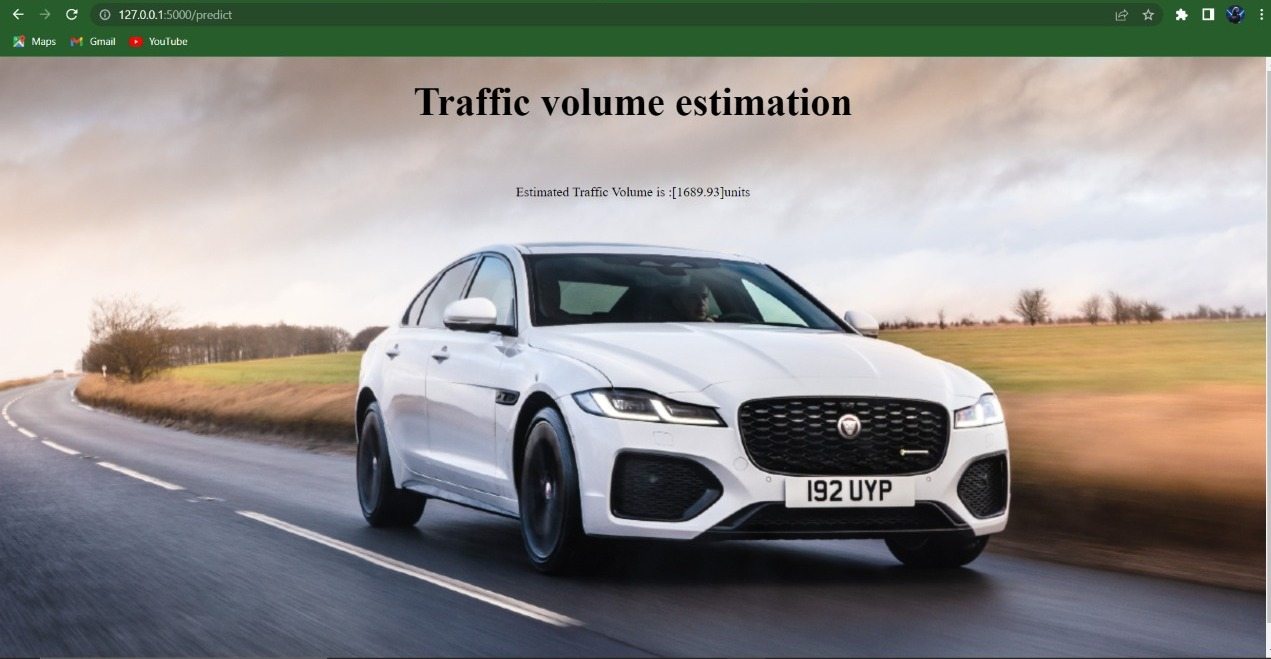 127.0.0.1:5000/predict
Maps Gmail YouTube
Traffic volume estimation
Estimated Traffic Volume is :[1689.93]units
192 UYP